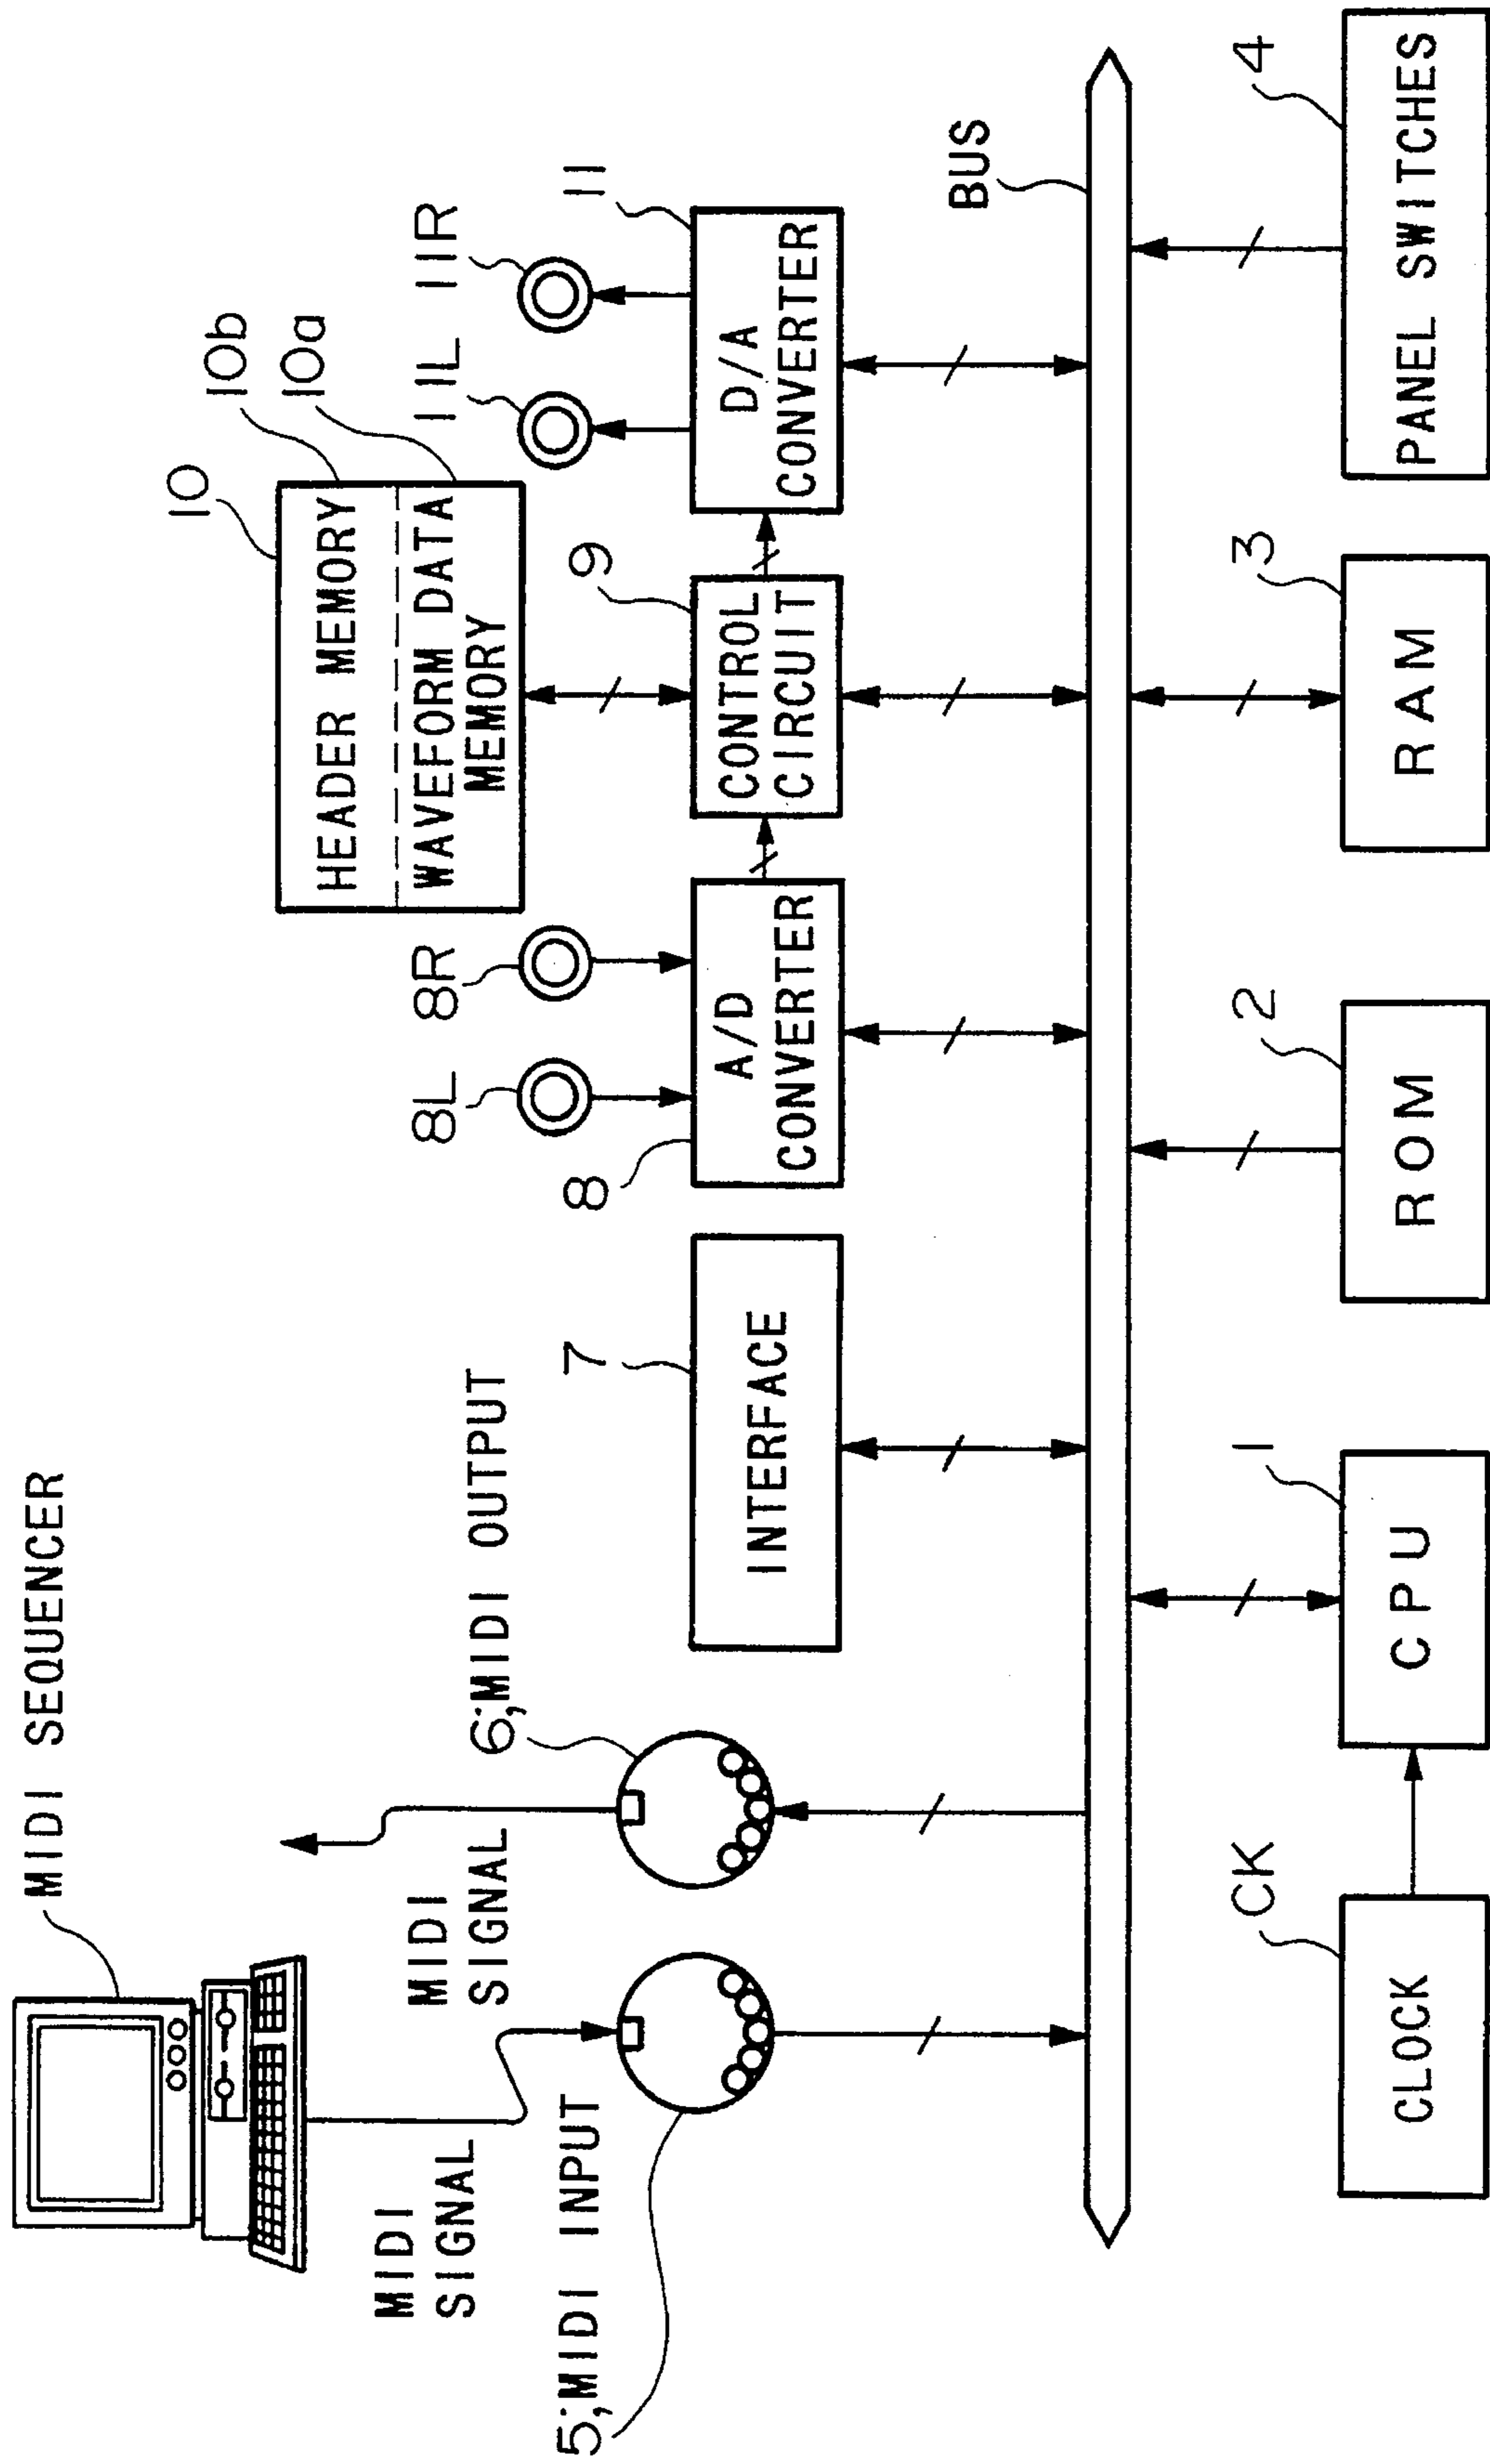 MIDI SEQUENCER
MIDI
SIGNAL
MIDI
SIGNAL
5;MIDI INPUT
6;MIDI OUTPUT
7
INTERFACE
8L
8R
8
A/D
CONVERTER
10
10b
10a
HEADER MEMORY
WAVEFORM DATA
MEMORY
9
CONTROL
CIRCUIT
11L
11R
11
D/A
CONVERTER
BUS
CK
CLOCK
1
CPU
2
ROM
3
RAM
4
PANEL SWITCHES